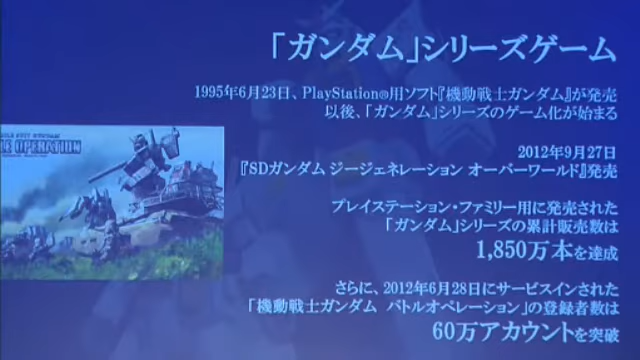 「ガンダム」シリーズゲーム
1995年6月23日、PlayStation®用ソフト『機動戦士ガンダム』が発売
以後、「ガンダム」シリーズのゲーム化が始まる
2012年9月27日
『SDガンダム ジージェネレーション オーバーワールド』発売
プレイステーション・ファミリー用に発売された
「ガンダム」シリーズの累計販売数は
1,850万本を達成
さらに、2012年6月28日にサービスインされた
「機動戦士ガンダム バトルオペレーション」の登録者数は
60万アカウントを突破
OPERATION